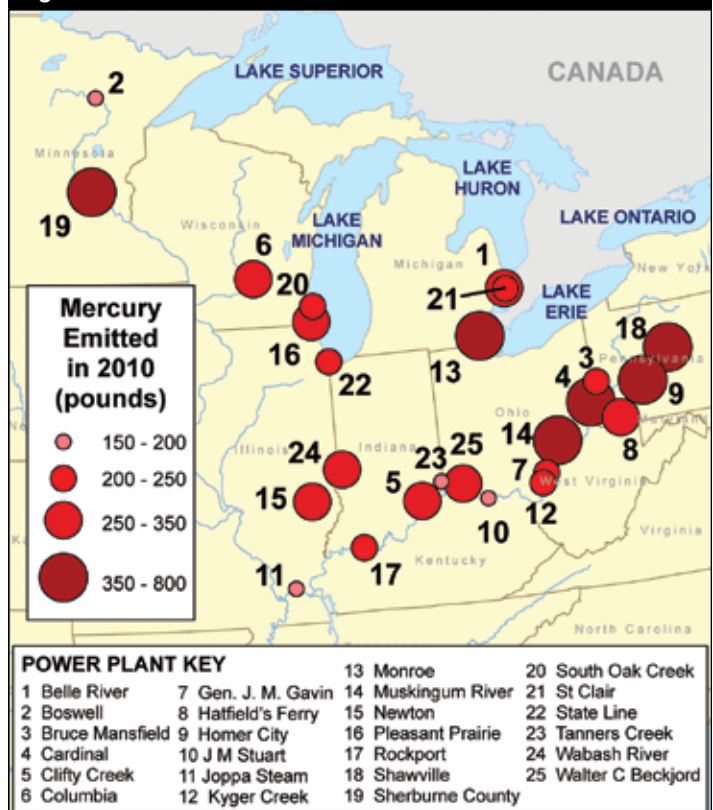 2
LAKE SUPERIOR
CANADA
Minnesota
LAKE
HURON
19
LAKE ONTARIO
Wisconsin
LAKE
MICHIGAN
6
1
Michigan
New York
20
21
LAKE
ERIE
18
16
22
13
3
Pennsylvania
4
9
Ohio
Maryland
8
14
Illinois
24
Indiana
23
25
7
West Virginia
15
5
12
10
Virginia
17
Kentucky
11
North Carolina
Mercury
Emitted
in 2010
(pounds)
150 - 200
200 - 250
250 - 350
350 - 800
POWER PLANT KEY
1 Belle River
2 Boswell
3 Bruce Mansfield
4 Cardinal
5 Clifty Creek
6 Columbia
7 Gen. J. M. Gavin
8 Hatfield's Ferry
9 Homer City
10 J M Stuart
11 Joppa Steam
12 Kyger Creek
13 Monroe
14 Muskingum River
15 Newton
16 Pleasant Prairie
17 Rockport
18 Shawville
19 Sherburne County
20 South Oak Creek
21 St Clair
22 State Line
23 Tanners Creek
24 Wabash River
25 Walter C Beckjord